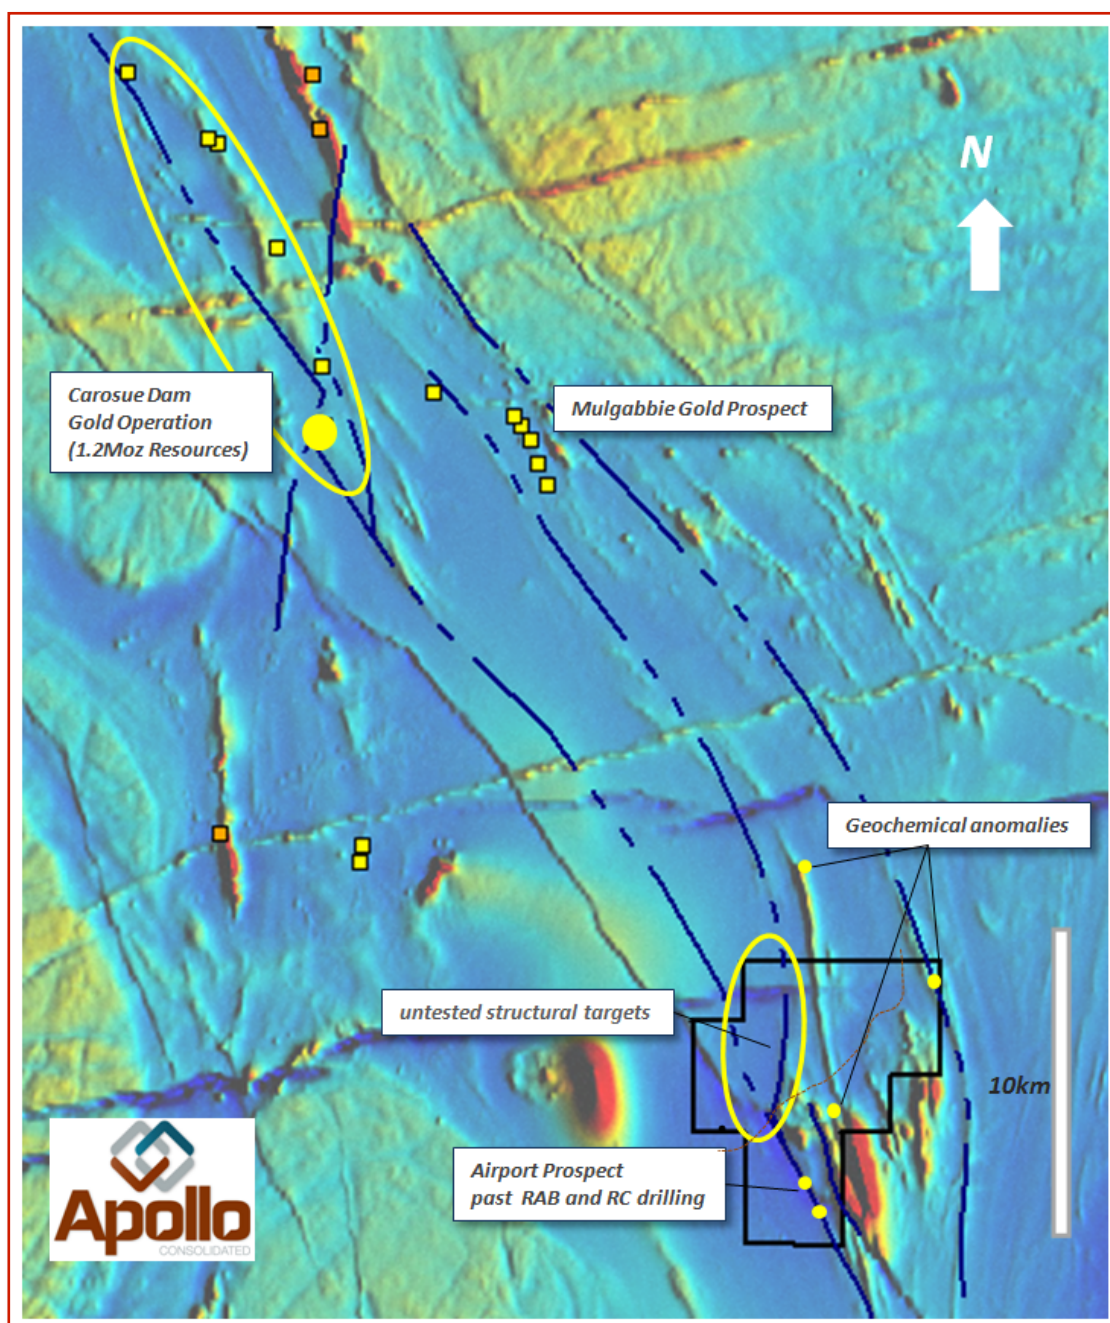 N
Carosue Dam
Gold Operation
(1.2Moz Resources)
Mulgabbie Gold Prospect
Geochemical anomalies
untested structural targets
10km
Airport Prospect
past RAB and RC drilling
Apollo
CONSOLIDATED